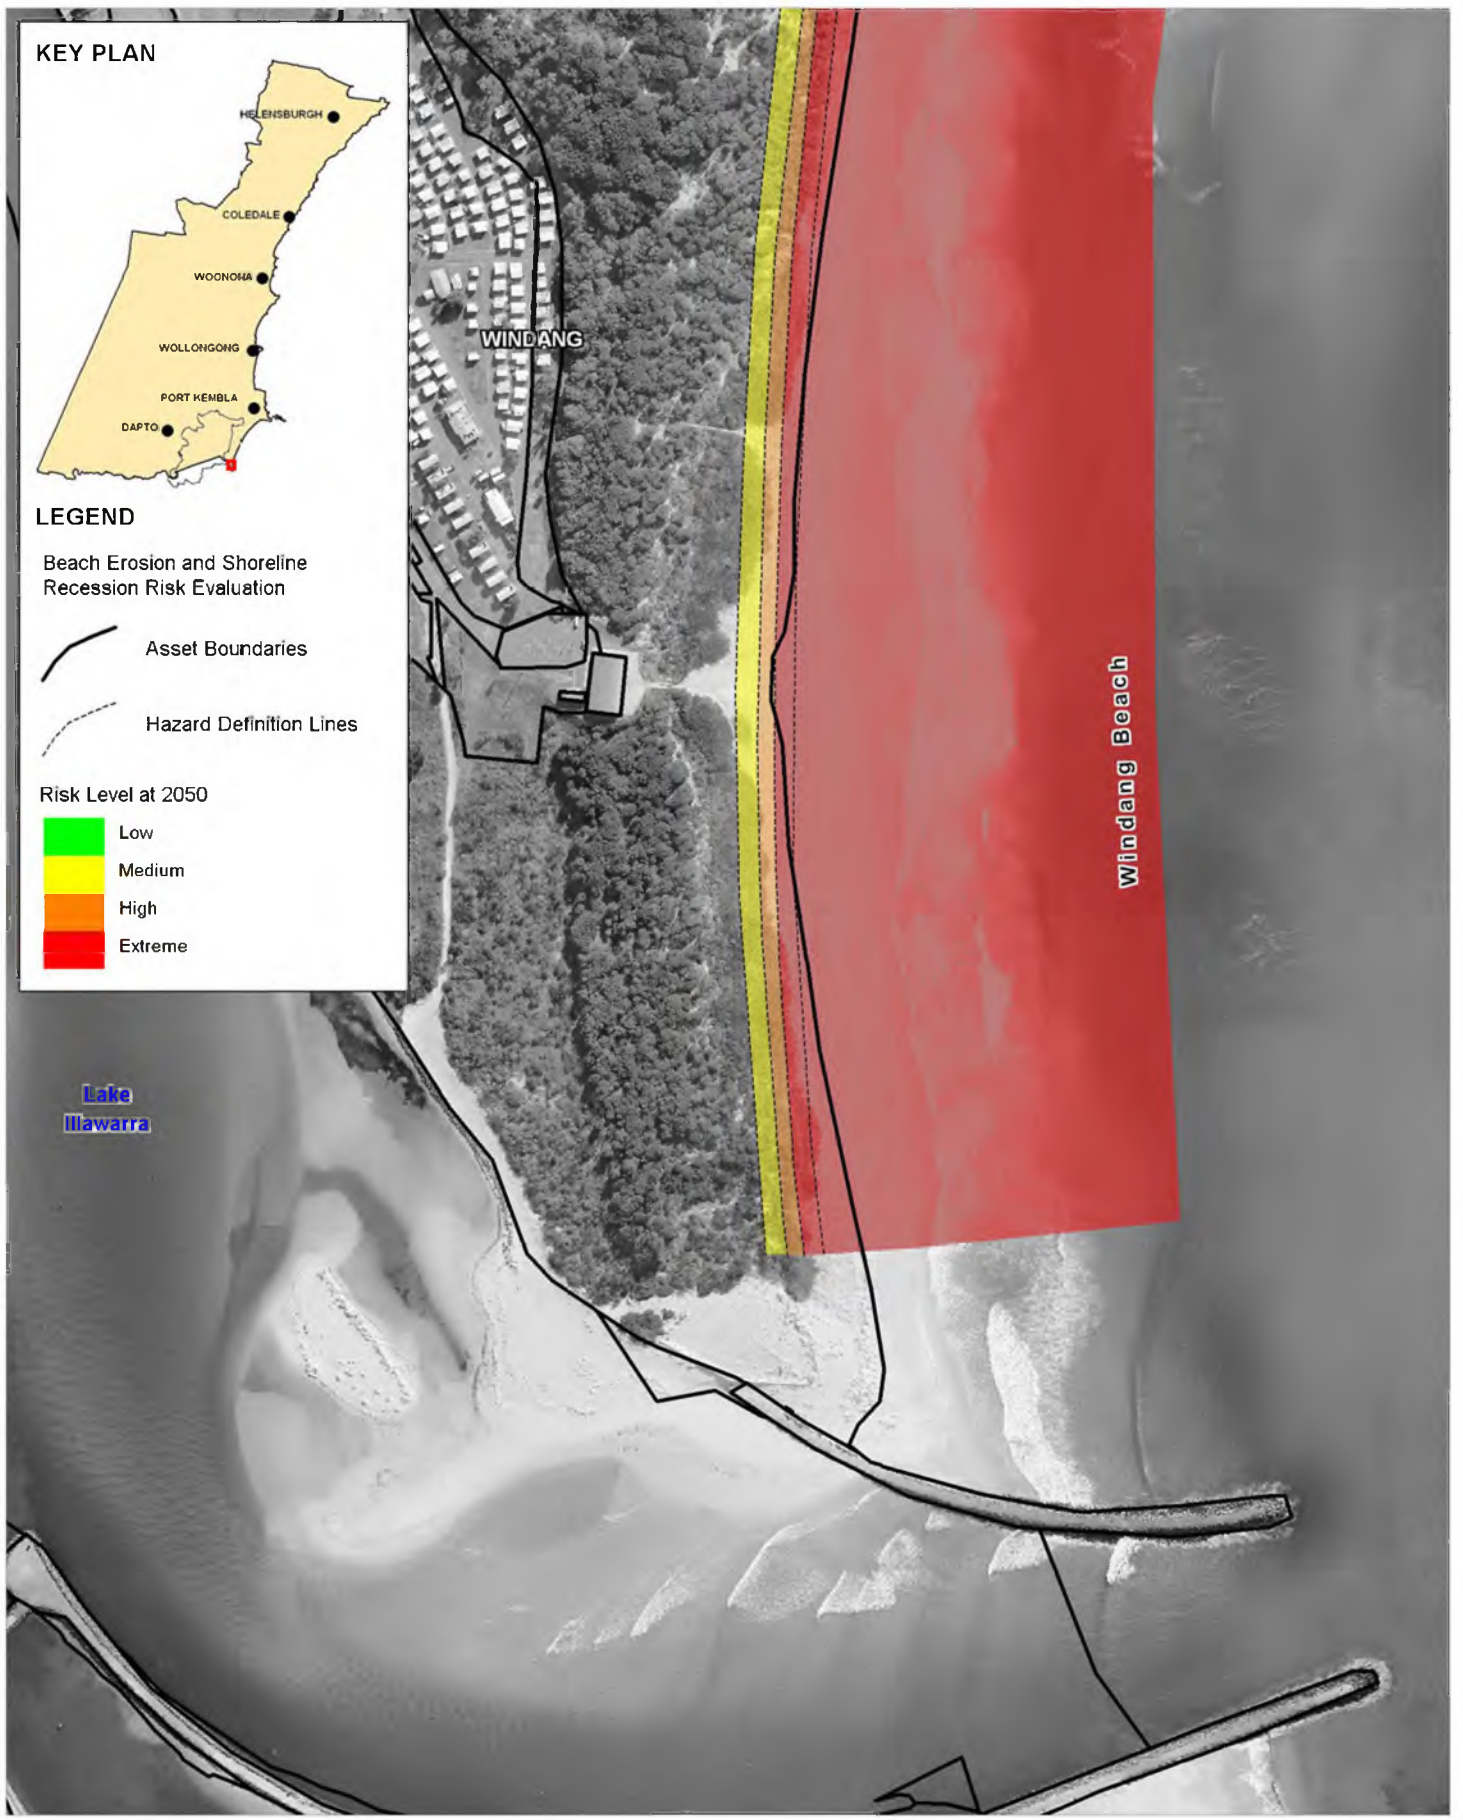 KEY PLAN
HELENSBURGH
COLEDALE
WOONONA
WOLLONGONG
PORT KEMBLA
DAPTO
LEGEND
Beach Erosion and Shoreline
Recession Risk Evaluation
Asset Boundaries
Hazard Definition Lines
Risk Level at 2050
Low
Medium
High
Extreme
WINDANG
Windang Beach
Lake
Illawarra